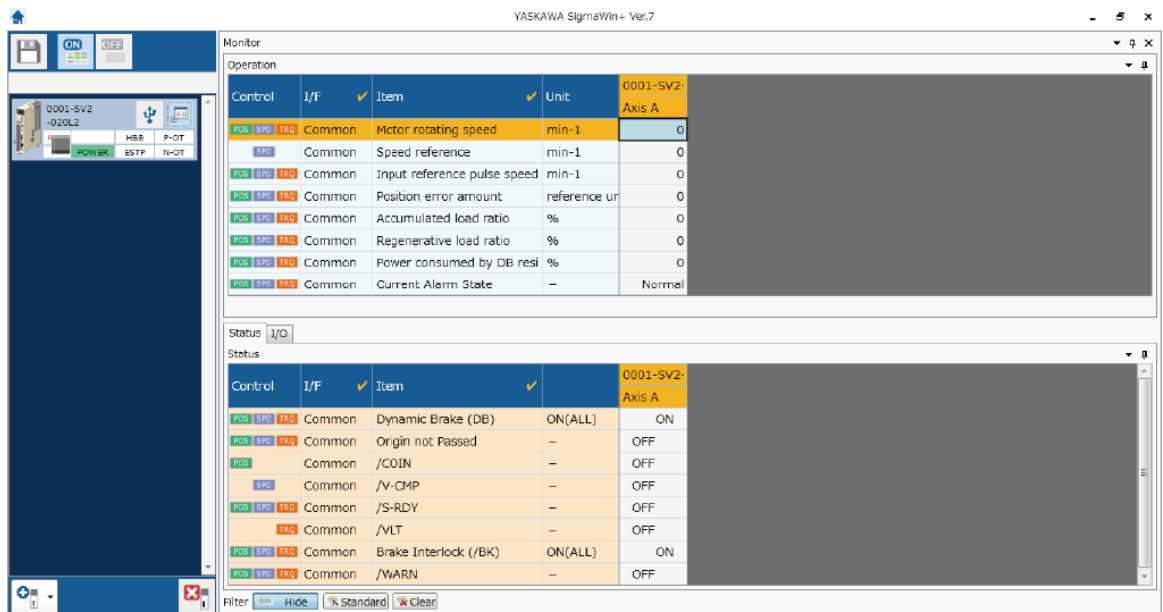 YASKAWA SigmaWin+ Ver.7
ON OFF
0001-SV2
-020L2
HBB P-OT
POWER ESTP N-OT
Monitor
Operation
Control I/F Item Unit 0001-SV2-
Axis A
POS SPD TRQ Common Motor rotating speed min-1 0
SPD Common Speed reference min-1 0
POS SPD TRQ Common Input reference pulse speed min-1 0
POS SPD TRQ Common Position error amount reference ur 0
POS SPD TRQ Common Accumulated load ratio % 0
POS SPD TRQ Common Regenerative load ratio % 0
POS SPD TRQ Common Power consumed by DB resi % 0
POS SPD TRQ Common Current Alarm State – Normal
Status I/O
Status
Control I/F Item 0001-SV2-
Axis A
POS SPD TRQ Common Dynamic Brake (DB) ON(ALL) ON
POS SPD TRQ Common Origin not Passed – OFF
POS Common /COIN – OFF
SPD Common /V-CMP – OFF
POS SPD TRQ Common /S-RDY – OFF
TRQ Common /VLT – OFF
POS SPD TRQ Common Brake Interlock (/BK) ON(ALL) ON
POS SPD TRQ Common /WARN – OFF
Filter Hide Standard Clear